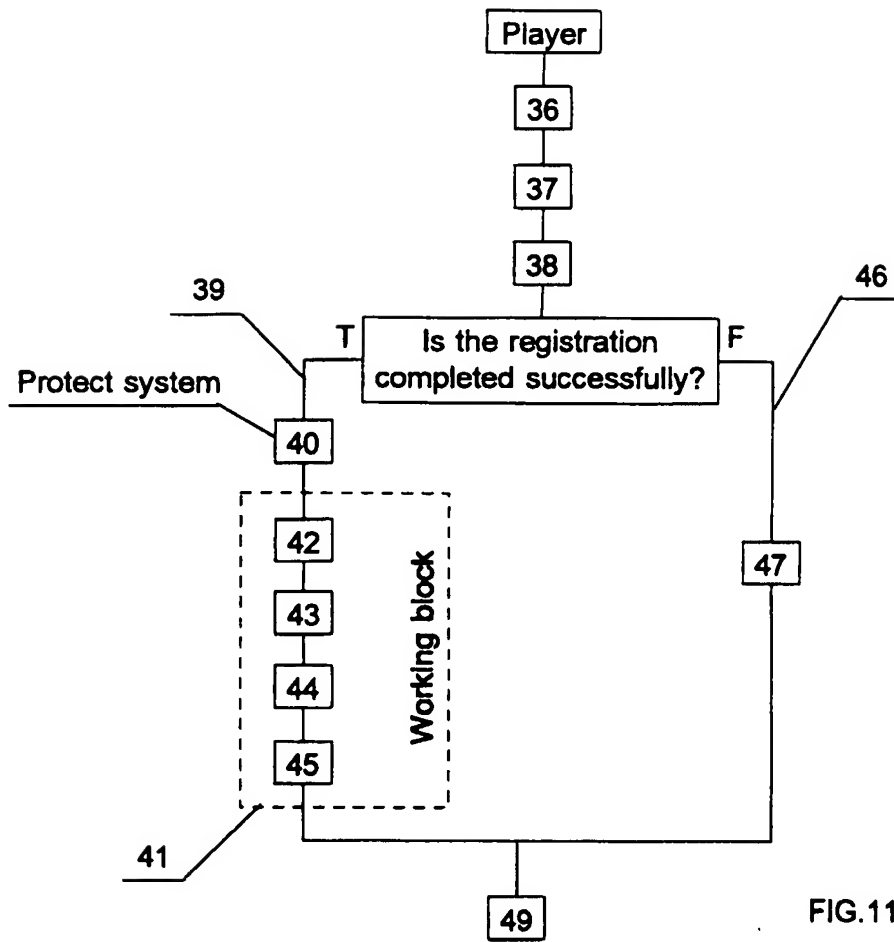 Player
36
37
38
39
46
T
Is the registration
completed successfully?
F
Protect system
40
42
43
44
45
Working block
47
41
49
FIG.11